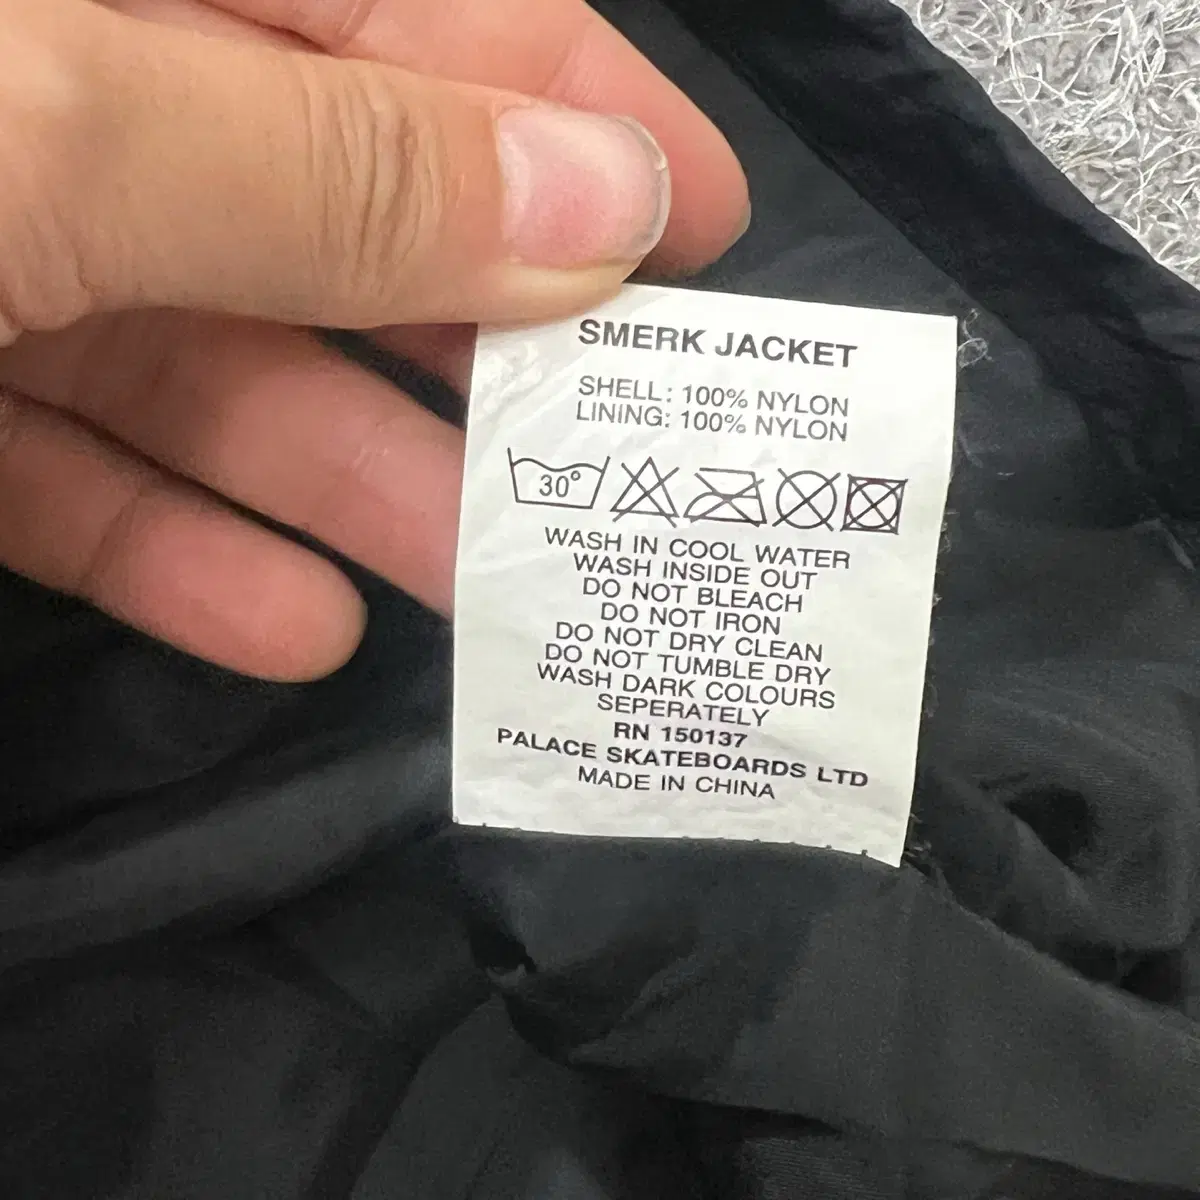 SMERK JACKET
SHELL: 100% NYLON
LINING: 100% NYLON
30°
WASH IN COOL WATER
WASH INSIDE OUT
DO NOT BLEACH
DO NOT IRON
DO NOT DRY CLEAN
DO NOT TUMBLE DRY
WASH DARK COLOURS
SEPERATELY
RN 150137
PALACE SKATEBOARDS LTD
MADE IN CHINA